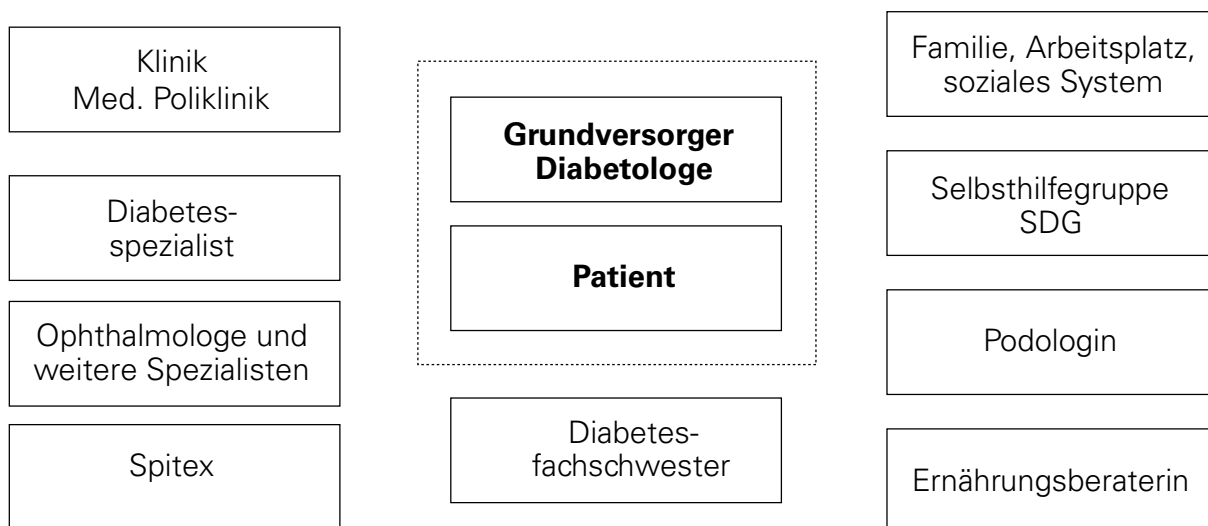 Klinik
Med. Poliklinik
Diabetes-
spezialist
Ophthalmologe und
weitere Spezialisten
Spitex
Grundversorger
Diabetologe
Patient
Diabetes-
fachschwester
Familie, Arbeitsplatz,
soziales System
Selbsthilfegruppe
SDG
Podologin
Ernährungsberaterin